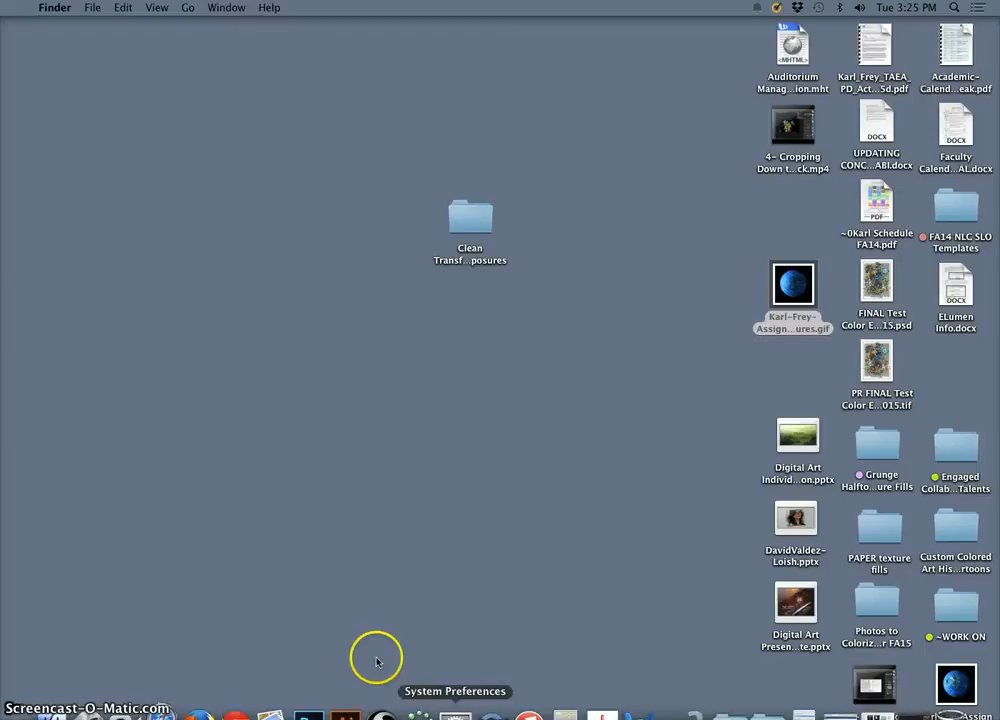 Finder File Edit View Go Window Help Tue 3:25 PM
<MHTML>
Auditorium
Manag...ion.mht
Karl_Frey_TAEA_
PD_Act...5d.pdf
Academic-
Calend...eak.pdf
4- Cropping
Down t...ck.mp4
DOCX
UPDATING
CONC...ABI.docx
DOCX
Faculty
Calend...AL.docx
Clean
Transf...posures
PDF
~0Karl Schedule
FA14.pdf
FA14 NLC SLO
Templates
Karl-Frey-
Assign...ures.gif
FINAL Test
Color E...15.psd
DOCX
ELumen
Info.docx
PR FINAL Test
Color E...015.tif
Digital Art
Individ...on.pptx
Grunge
Halfto...ure Fills
Engaged
Collab...Talents
DavidValdez-
Loish.pptx
PAPER texture
fills
Custom Colored
Art His...rtoons
Digital Art
Presen...te.pptx
Photos to
Coloriz...r FA15
~WORK ON
System Preferences
Screencast-O-Matic.com